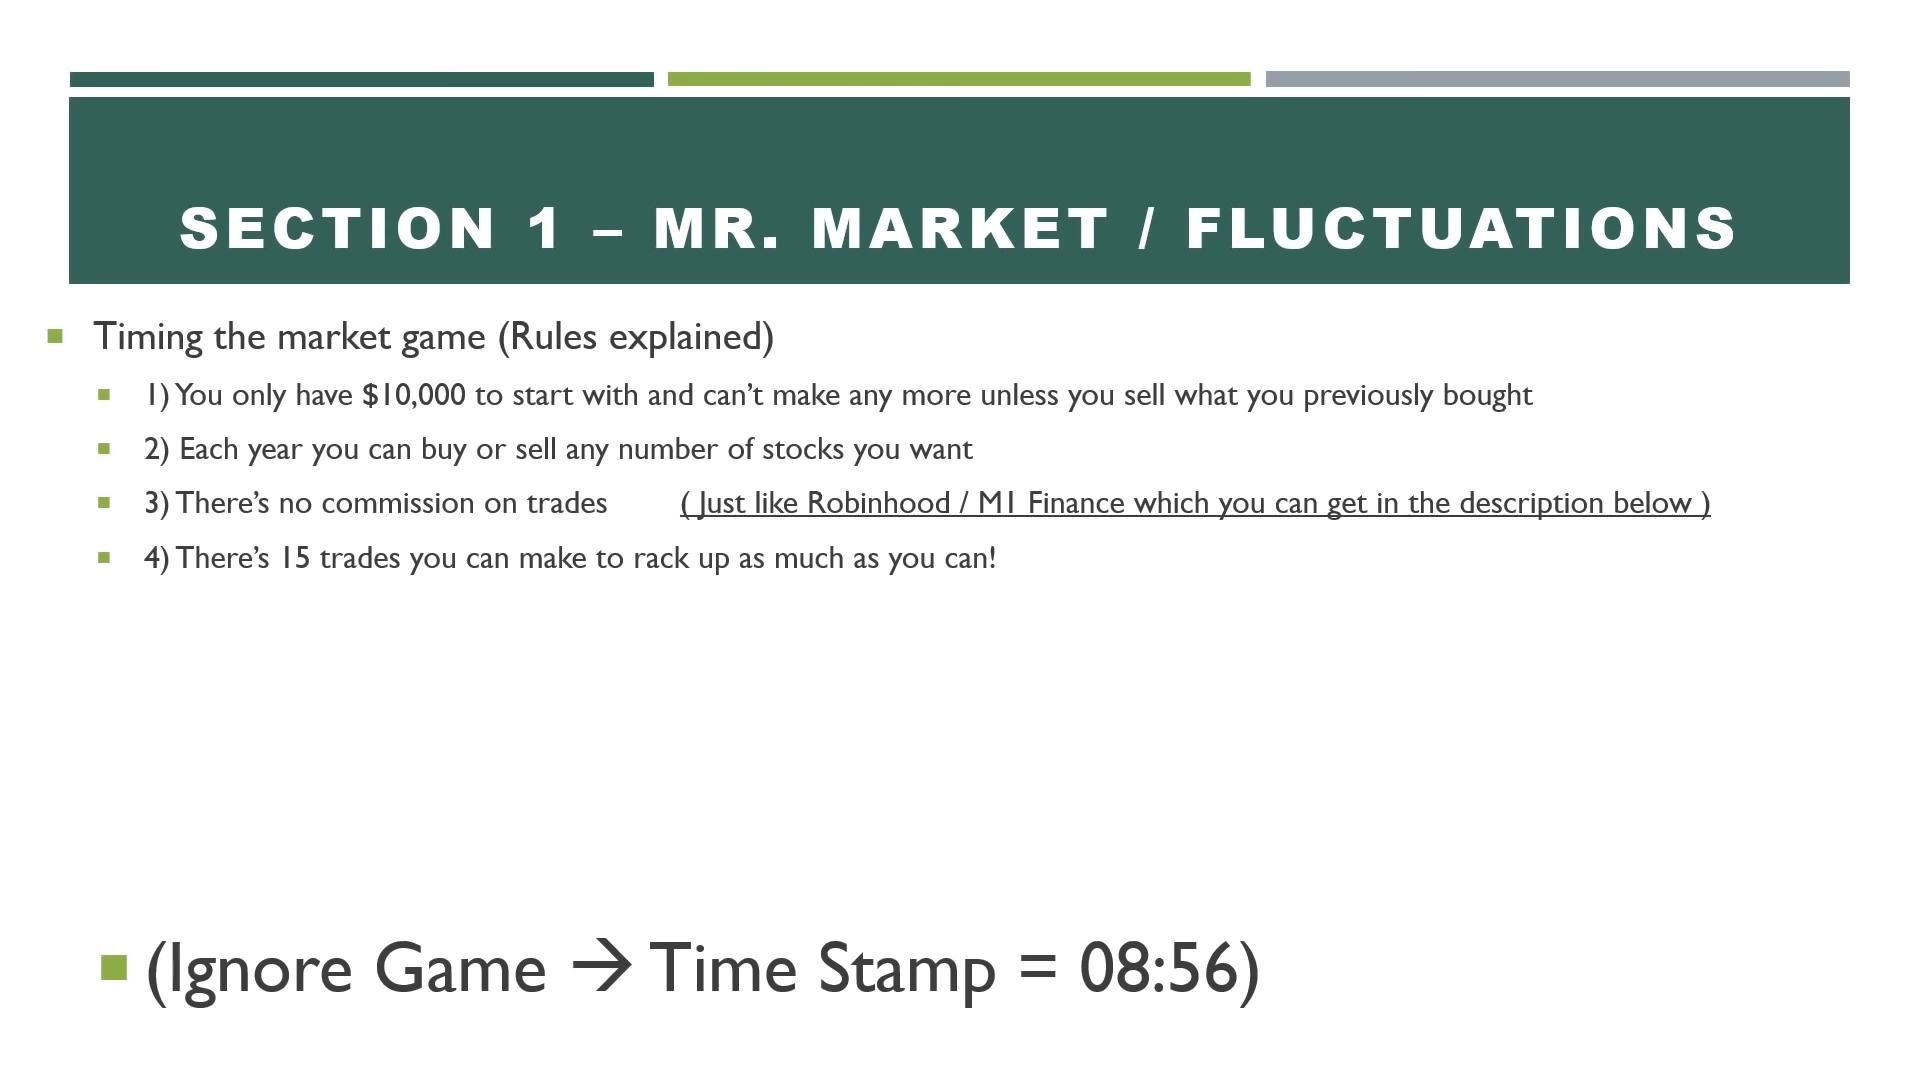 SECTION 1 – MR. MARKET / FLUCTUATIONS
Timing the market game (Rules explained)
1) You only have $10,000 to start with and can’t make any more unless you sell what you previously bought
2) Each year you can buy or sell any number of stocks you want
3) There’s no commission on trades ( Just like Robinhood / M1 Finance which you can get in the description below )
4) There’s 15 trades you can make to rack up as much as you can!
(Ignore Game → Time Stamp = 08:56)